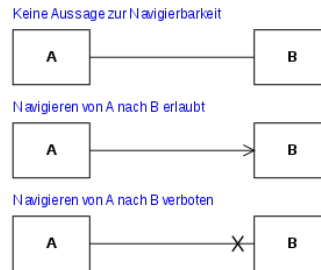 Keine Aussage zur Navigierbarkeit
A B
Navigieren von A nach B erlaubt
A B
Navigieren von A nach B verboten
A B